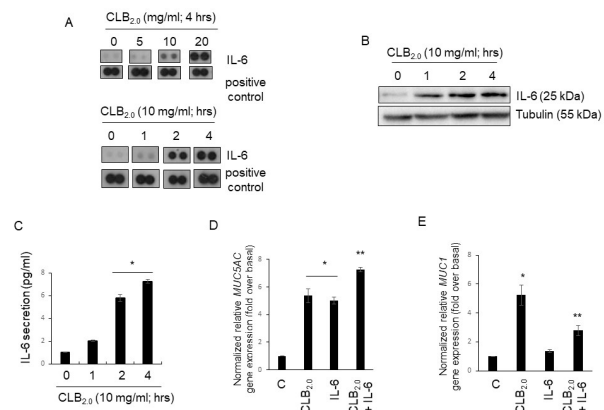 A
CLB2.0 (mg/ml; 4 hrs)
0 5 10 20
IL-6
positive
control
CLB2.0 (10 mg/ml; hrs)
0 1 2 4
IL-6
positive
control
B
CLB2.0 (10 mg/ml; hrs)
0 1 2 4
IL-6 (25 kDa)
Tubulin (55 kDa)
C
IL-6 secretion (pg/ml)
8
6
4
2
0
*
0 1 2 4
CLB2.0 (10 mg/ml; hrs)
D
Normalized relative MUC5AC
gene expression (fold over basal)
8
6
4
2
0
*
**
C
CLB2.0
IL-6
CLB2.0
+ IL-6
E
Normalized relative MUC1
gene expression (fold over basal)
8
6
4
2
0
*
**
C
CLB2.0
IL-6
CLB2.0
+ IL-6